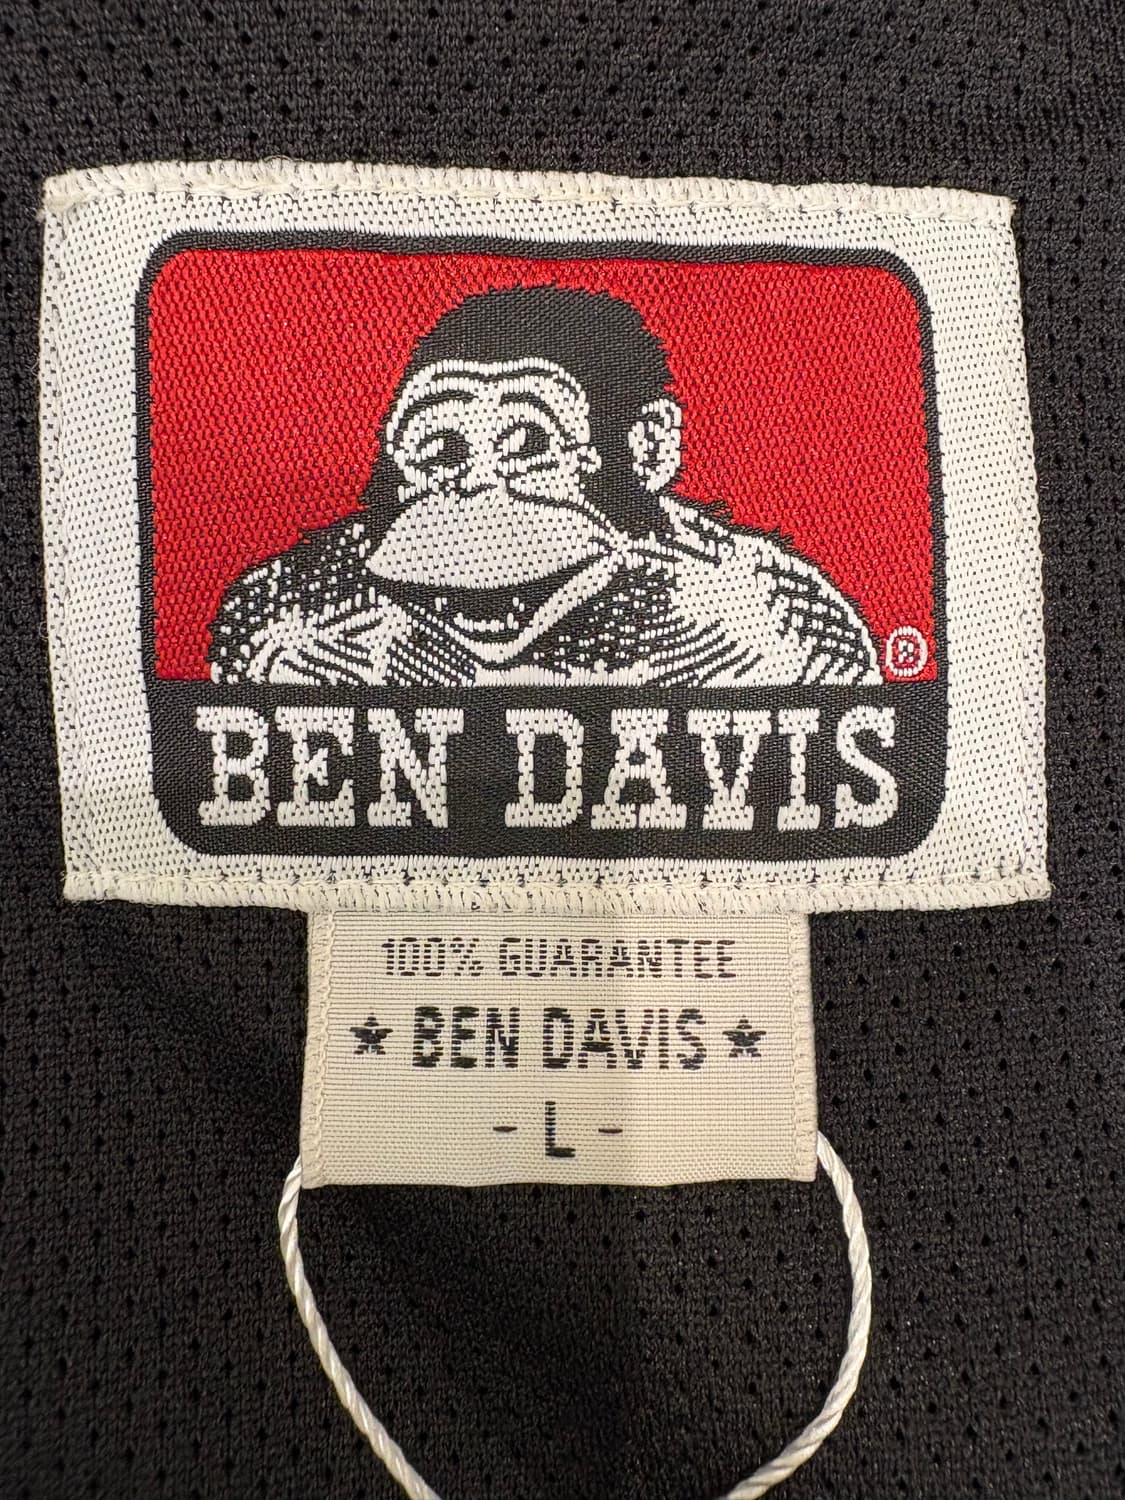 ®
BEN DAVIS
100% GUARANTEE
★ BEN DAVIS ★
- L -